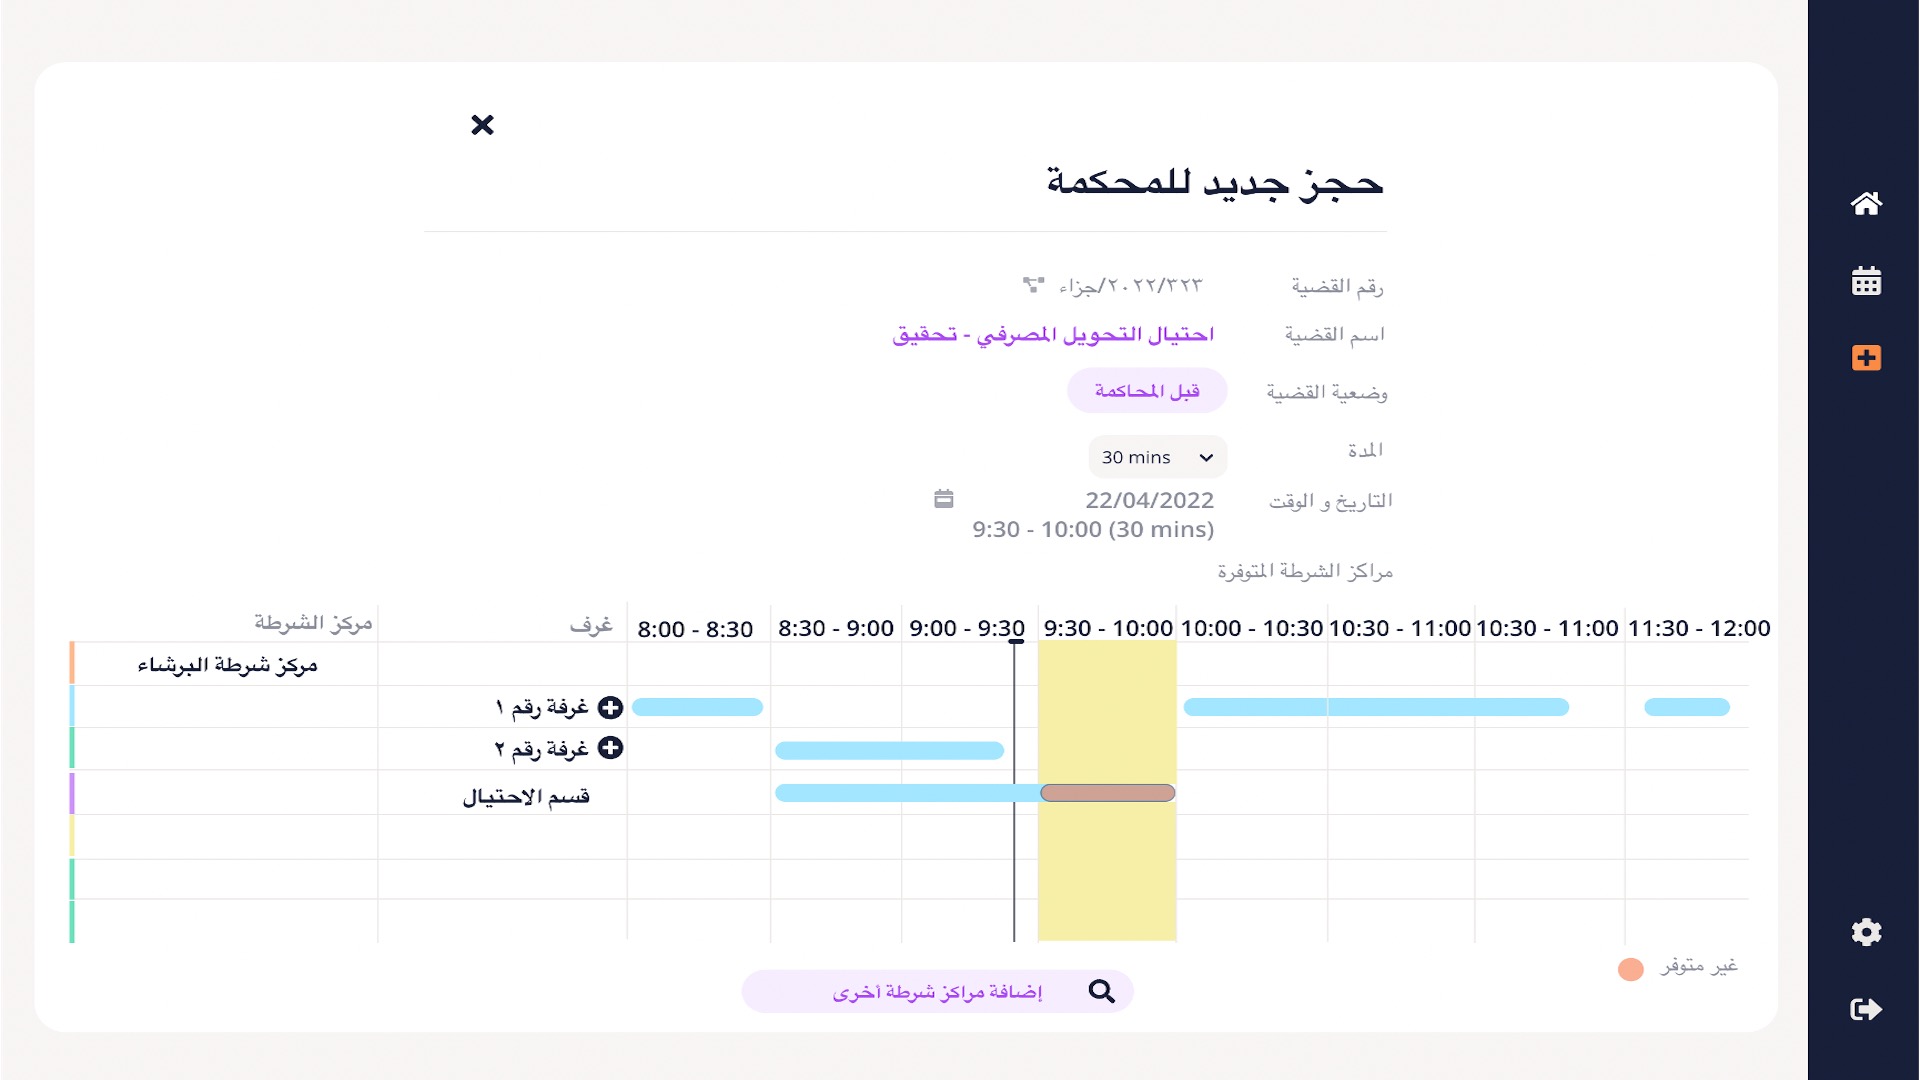 حجز جديد للمحكمة
رقم القضية ٢٠٢٢/٣٢٣/جزاء
اسم القضية احتيال التحويل المصرفي - تحقيق
وضعية القضية قبل المحاكمة
المدة 30 mins
التاريخ و الوقت 22/04/2022
9:30 - 10:00 (30 mins)
مراكز الشرطة المتوفرة
مركز الشرطة غرف 8:00 - 8:30 8:30 - 9:00 9:00 - 9:30 9:30 - 10:00 10:00 - 10:30 10:30 - 11:00 10:30 - 11:00 11:30 - 12:00
مركز شرطة البرشاء
غرفة رقم ١
غرفة رقم ٢
قسم الاحتيال
غير متوفر
إضافة مراكز شرطة أخرى